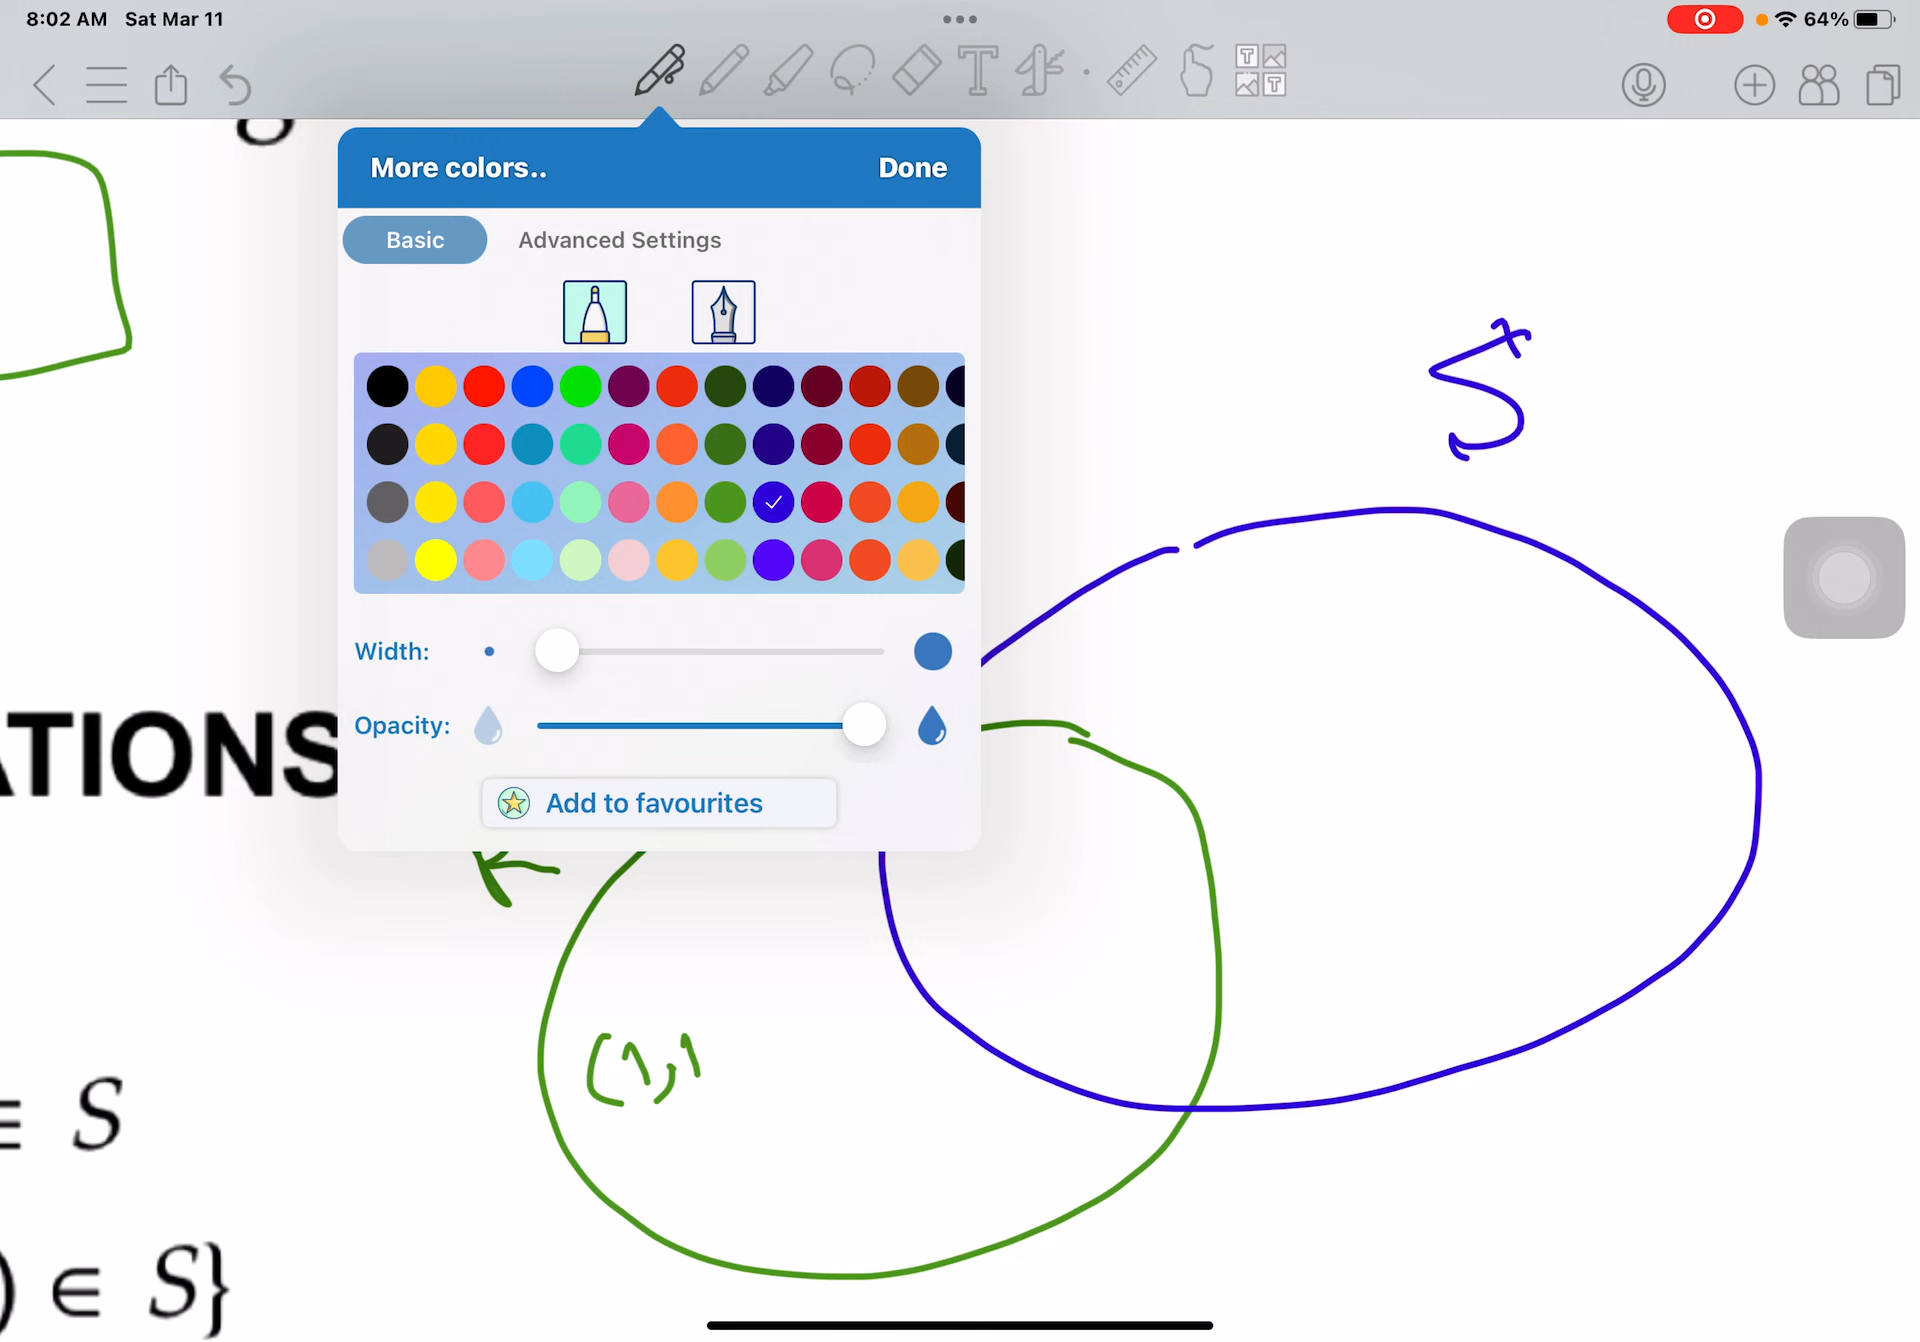 8:02 AM Sat Mar 11
64%
More colors..
Done
Basic
Advanced Settings
S
Width:
Opacity:
ATIONS
Add to favourites
(1,1
∈ S
) ∈ S}